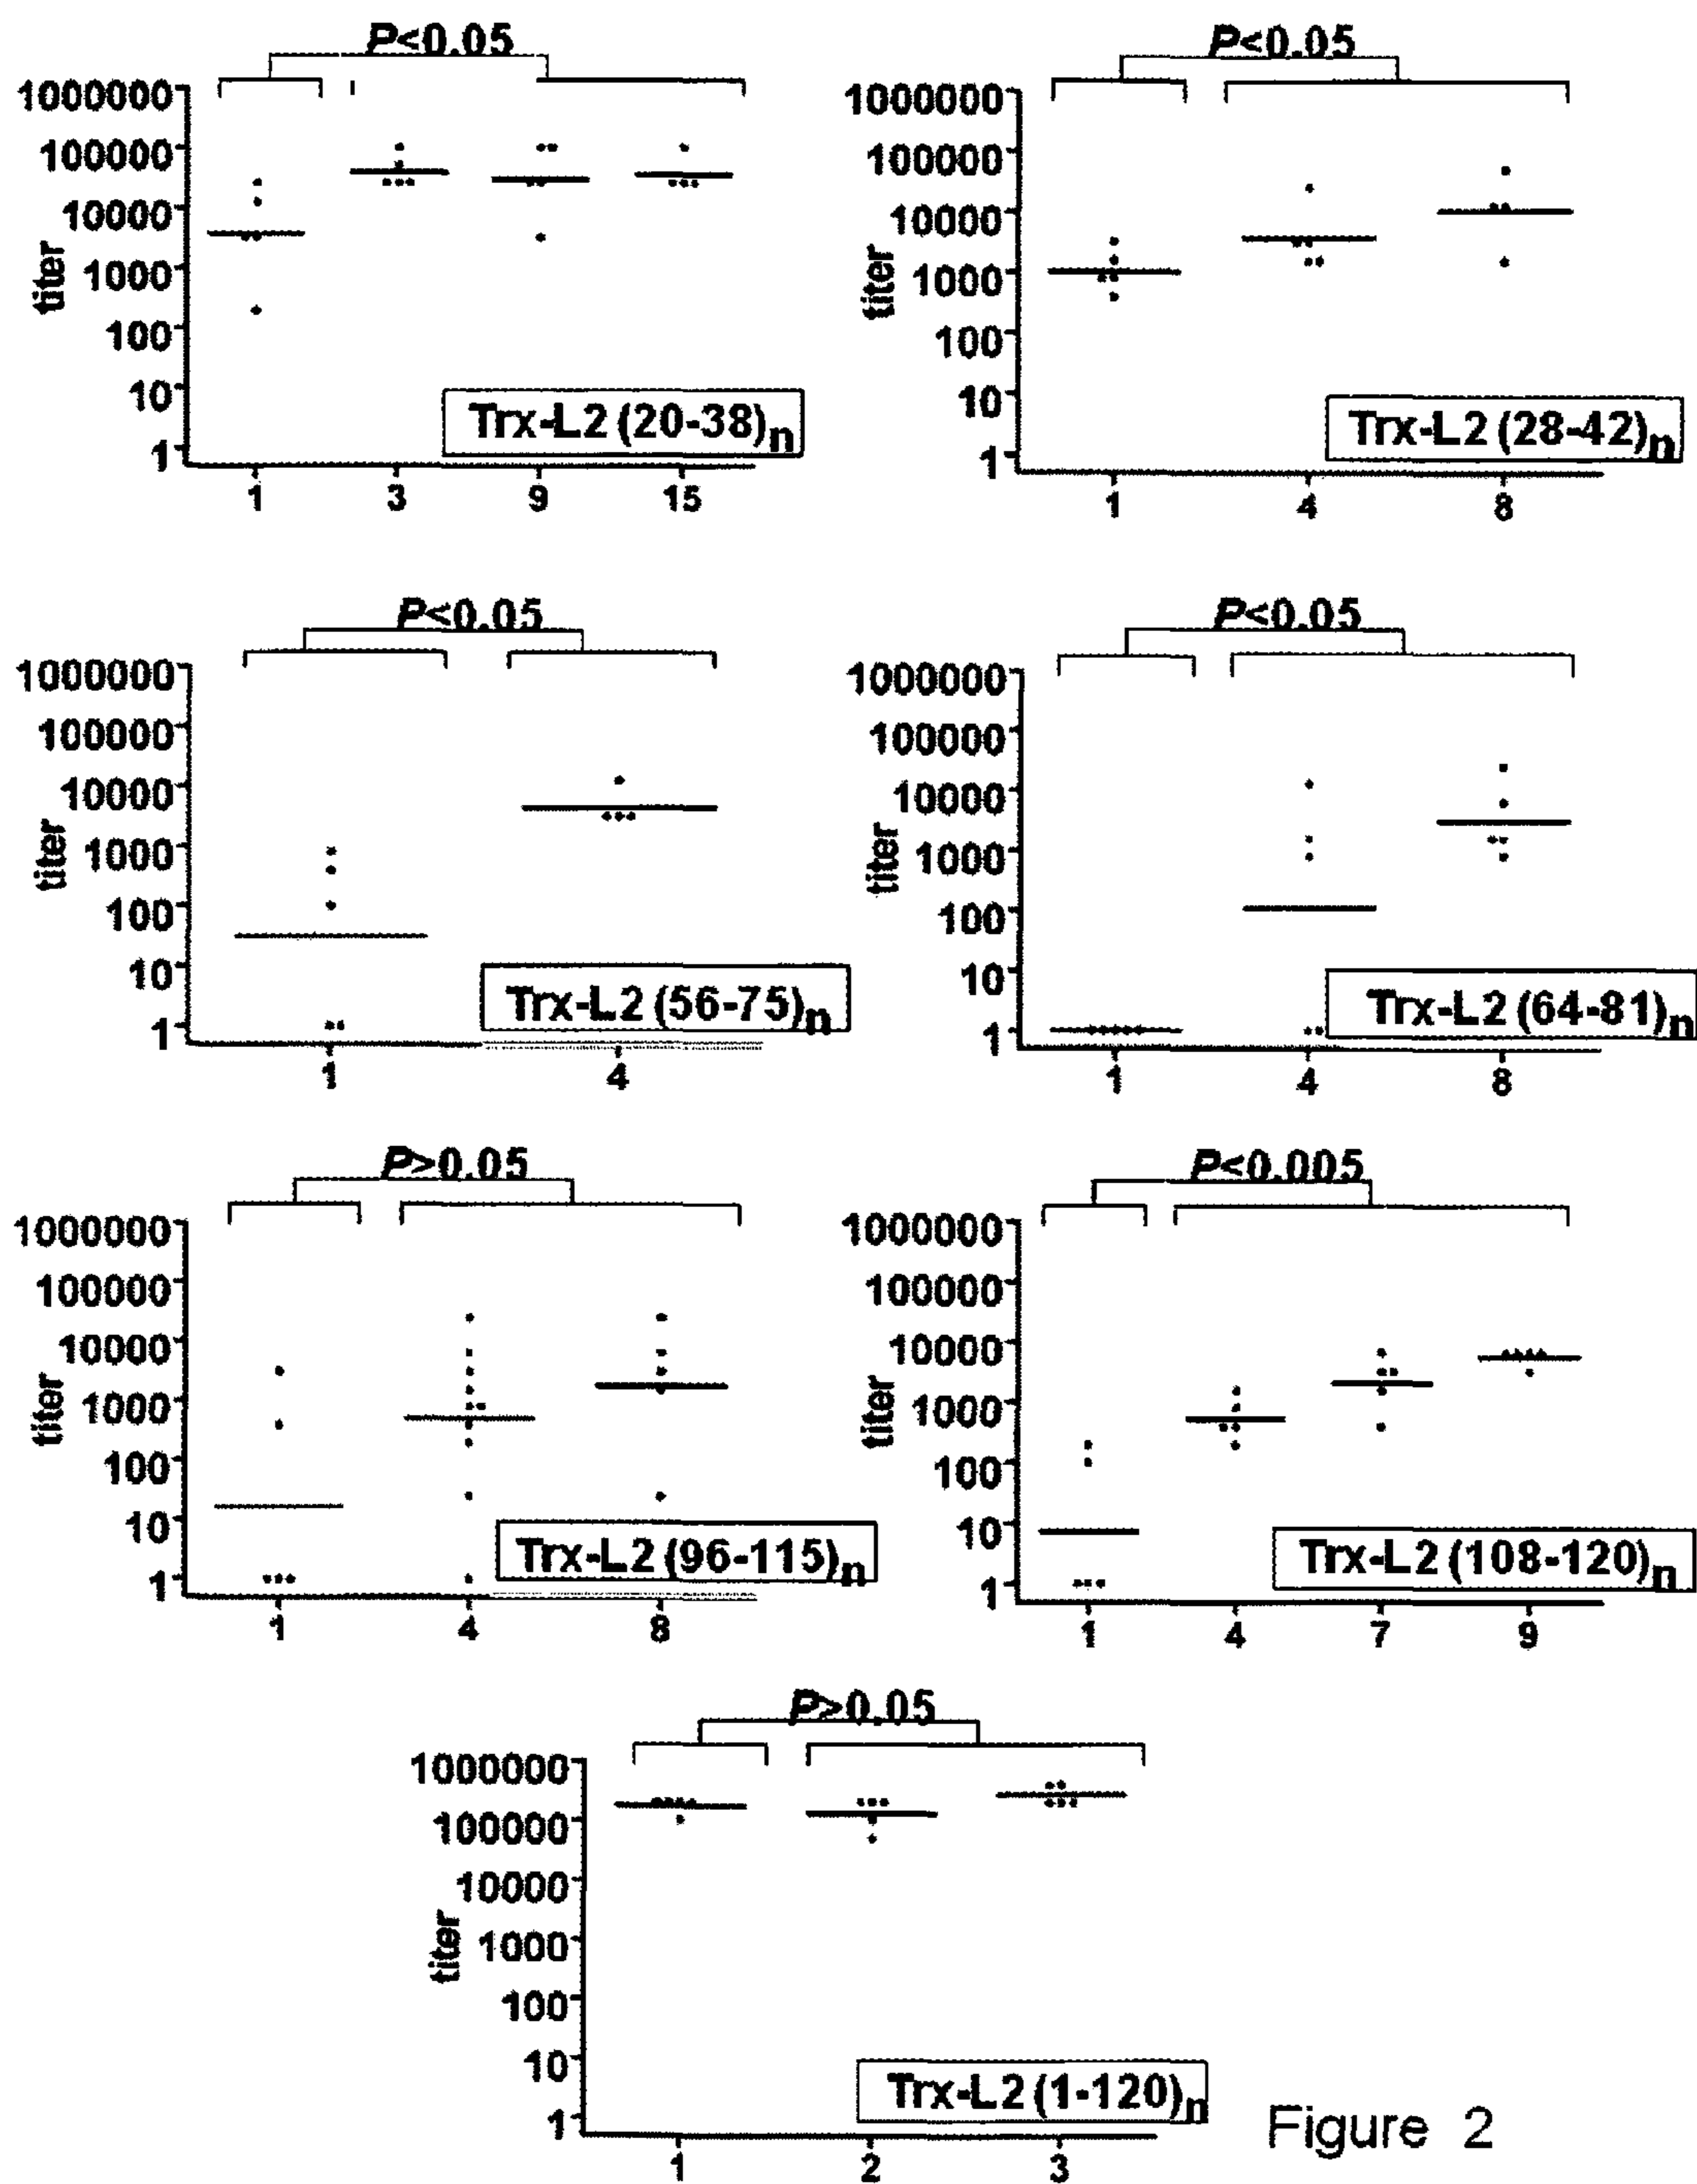 P<0.05
1000000
100000
10000
1000
100
10
1
titer
Trx-L2 (20-38)n
1 3 9 15
P<0.05
1000000
100000
10000
1000
100
10
1
titer
Trx-L2 (28-42)n
1 4 8
P<0.05
1000000
100000
10000
1000
100
10
1
titer
Trx-L2 (56-75)n
1 4
P<0.05
1000000
100000
10000
1000
100
10
1
titer
Trx-L2 (64-81)n
1 4 8
P>0.05
1000000
100000
10000
1000
100
10
1
titer
Trx-L2 (96-115)n
1 4 8
P<0.005
1000000
100000
10000
1000
100
10
1
titer
Trx-L2 (108-120)n
1 4 7 9
P>0.05
1000000
100000
10000
1000
100
10
1
titer
Trx-L2 (1-120)n
1 2 3
Figure 2